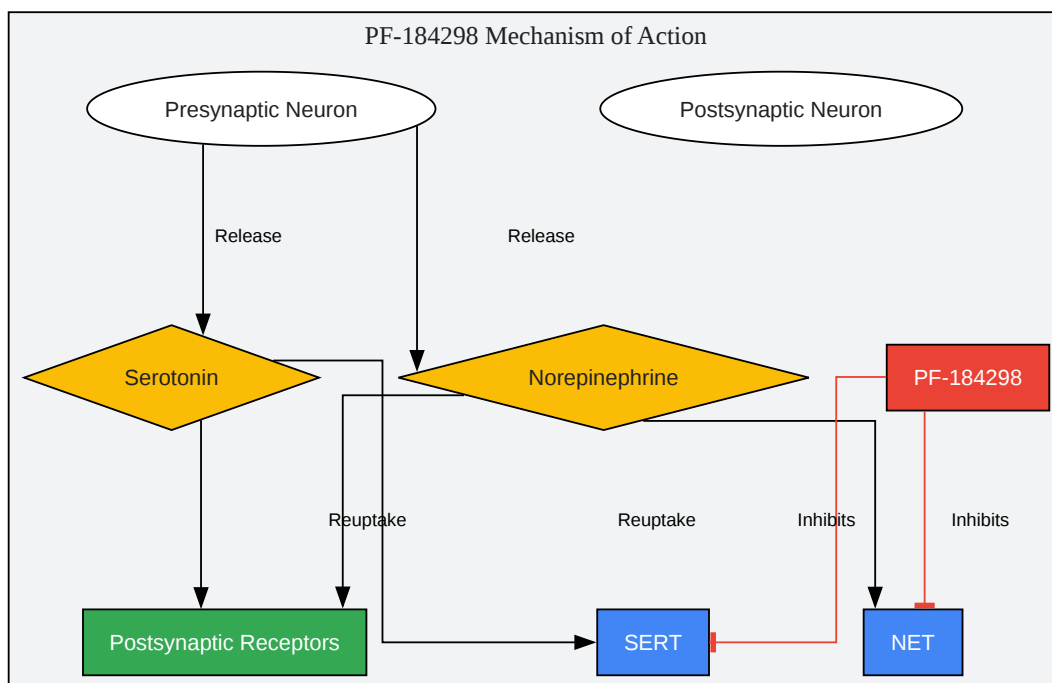 PF-184298 Mechanism of Action
Presynaptic Neuron
Postsynaptic Neuron
Release
Release
Serotonin
Norepinephrine
PF-184298
Reuptake
Reuptake
Inhibits
Inhibits
Postsynaptic Receptors
SERT
NET